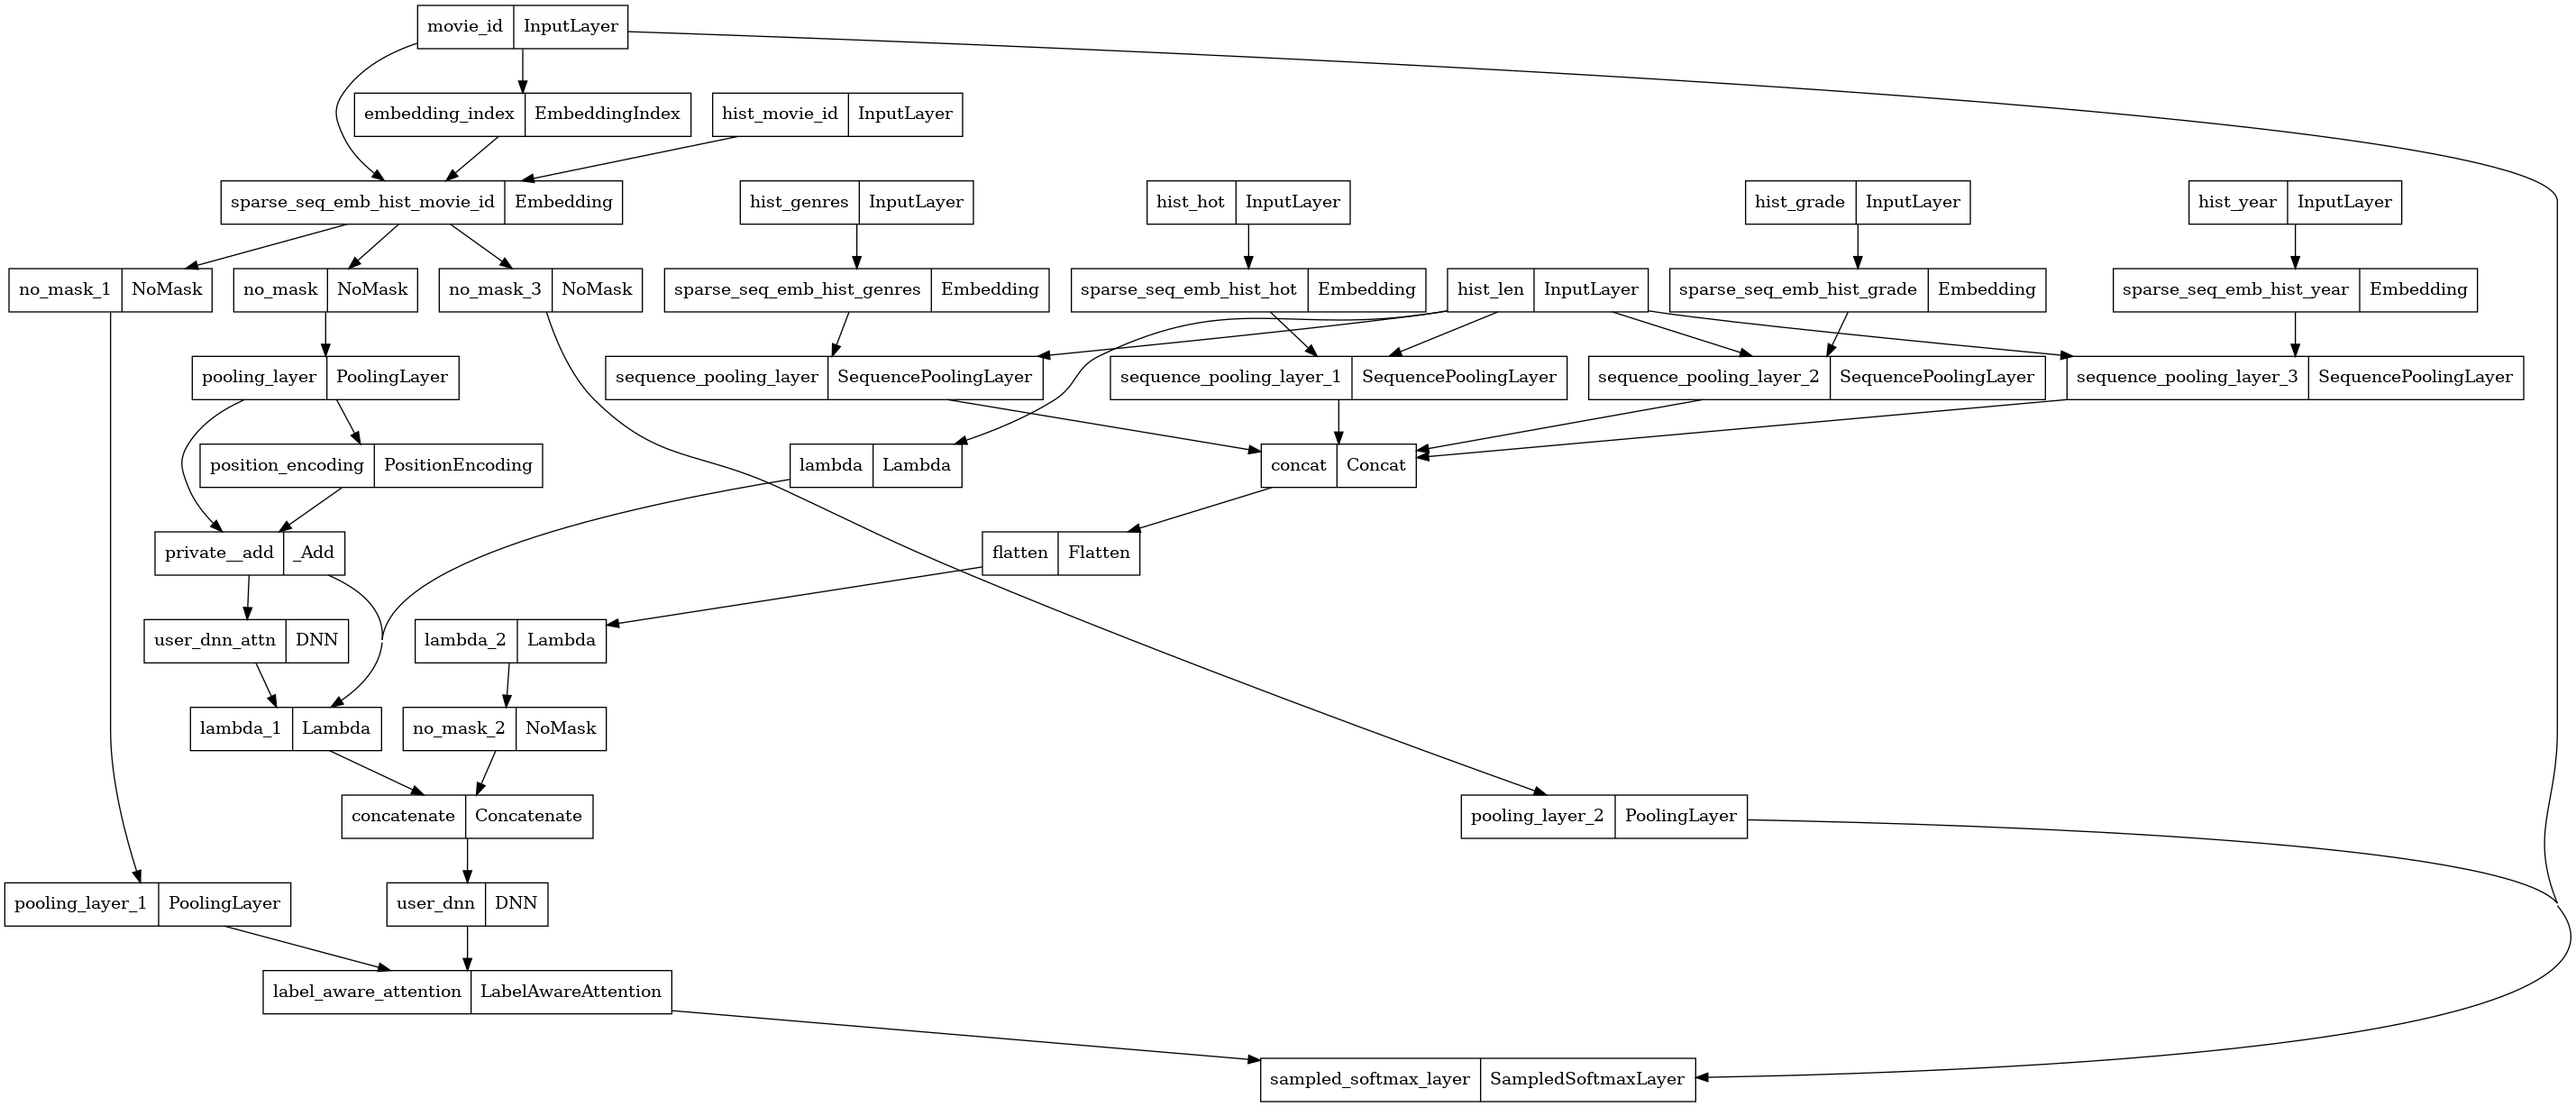 movie_id InputLayer
embedding_index EmbeddingIndex
hist_movie_id InputLayer
sparse_seq_emb_hist_movie_id Embedding
hist_genres InputLayer
hist_hot InputLayer
hist_grade InputLayer
hist_year InputLayer
no_mask_1 NoMask
no_mask NoMask
no_mask_3 NoMask
sparse_seq_emb_hist_genres Embedding
sparse_seq_emb_hist_hot Embedding
hist_len InputLayer
sparse_seq_emb_hist_grade Embedding
sparse_seq_emb_hist_year Embedding
pooling_layer PoolingLayer
sequence_pooling_layer SequencePoolingLayer
sequence_pooling_layer_1 SequencePoolingLayer
sequence_pooling_layer_2 SequencePoolingLayer
sequence_pooling_layer_3 SequencePoolingLayer
position_encoding PositionEncoding
lambda Lambda
concat Concat
private__add _Add
flatten Flatten
user_dnn_attn DNN
lambda_2 Lambda
lambda_1 Lambda
no_mask_2 NoMask
concatenate Concatenate
pooling_layer_2 PoolingLayer
pooling_layer_1 PoolingLayer
user_dnn DNN
label_aware_attention LabelAwareAttention
sampled_softmax_layer SampledSoftmaxLayer